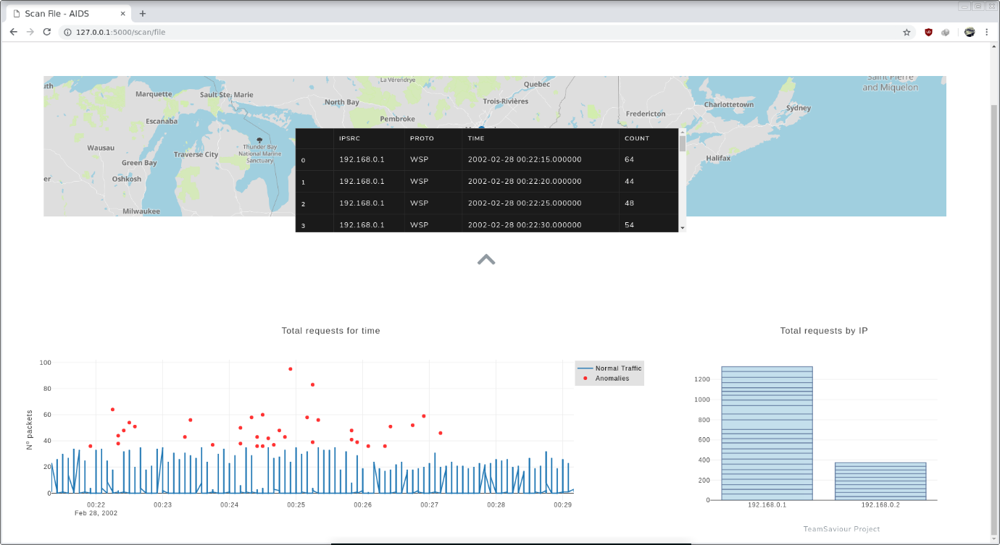 Scan File - AIDS
127.0.0.1:5000/scan/file
La Vérendrye
Saint Pierre
and Miquelon
uth
Marquette
Sault Ste. Marie
North Bay
Quebec
Trois-Rivières
Charlottetown
Sydney
Escanaba
Pembroke
Fredericton
Wausau
Thunder Bay
National Marine
Sanctuary
Traverse City
Green Bay
Halifax
er
Oshkosh
Milwaukee
IPSRC PROTO TIME COUNT
0 192.168.0.1 WSP 2002-02-28 00:22:15.000000 64
1 192.168.0.1 WSP 2002-02-28 00:22:20.000000 44
2 192.168.0.1 WSP 2002-02-28 00:22:25.000000 48
3 192.168.0.1 WSP 2002-02-28 00:22:30.000000 54
Total requests for time
Nº packets
100
80
60
40
20
0
00:22 00:23 00:24 00:25 00:26 00:27 00:28 00:29
Feb 28, 2002
Normal Traffic
Anomalies
Total requests by IP
1200
1000
800
600
400
200
0
192.168.0.1 192.168.0.2
TeamSaviour Project